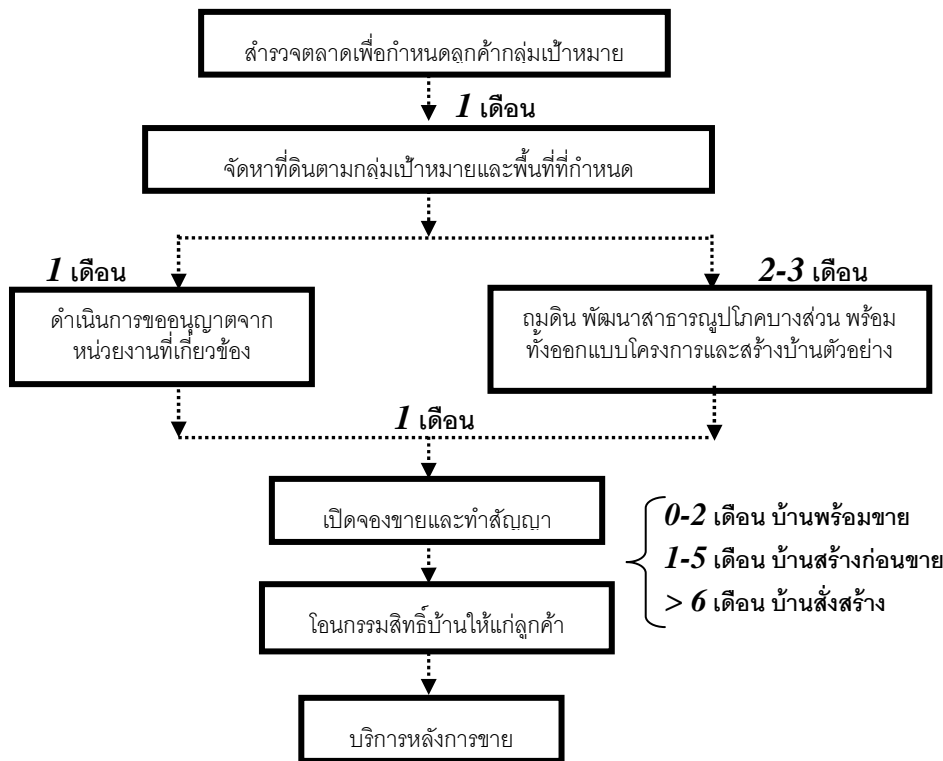 สำรวจตลาดเพื่อกำหนดลูกค้ากลุ่มเป้าหมาย
1 เดือน
จัดหาที่ดินตามกลุ่มเป้าหมายและพื้นที่ที่กำหนด
1 เดือน
2-3 เดือน
ดำเนินการขออนุญาตจาก
หน่วยงานที่เกี่ยวข้อง
ถมดิน พัฒนาสาธารณูปโภคบางส่วน พร้อม
ทั้งออกแบบโครงการและสร้างบ้านตัวอย่าง
1 เดือน
เปิดจองขายและทำสัญญา
0-2 เดือน บ้านพร้อมขาย
1-5 เดือน บ้านสร้างก่อนขาย
> 6 เดือน บ้านสั่งสร้าง
โอนกรรมสิทธิ์บ้านให้แก่ลูกค้า
บริการหลังการขาย